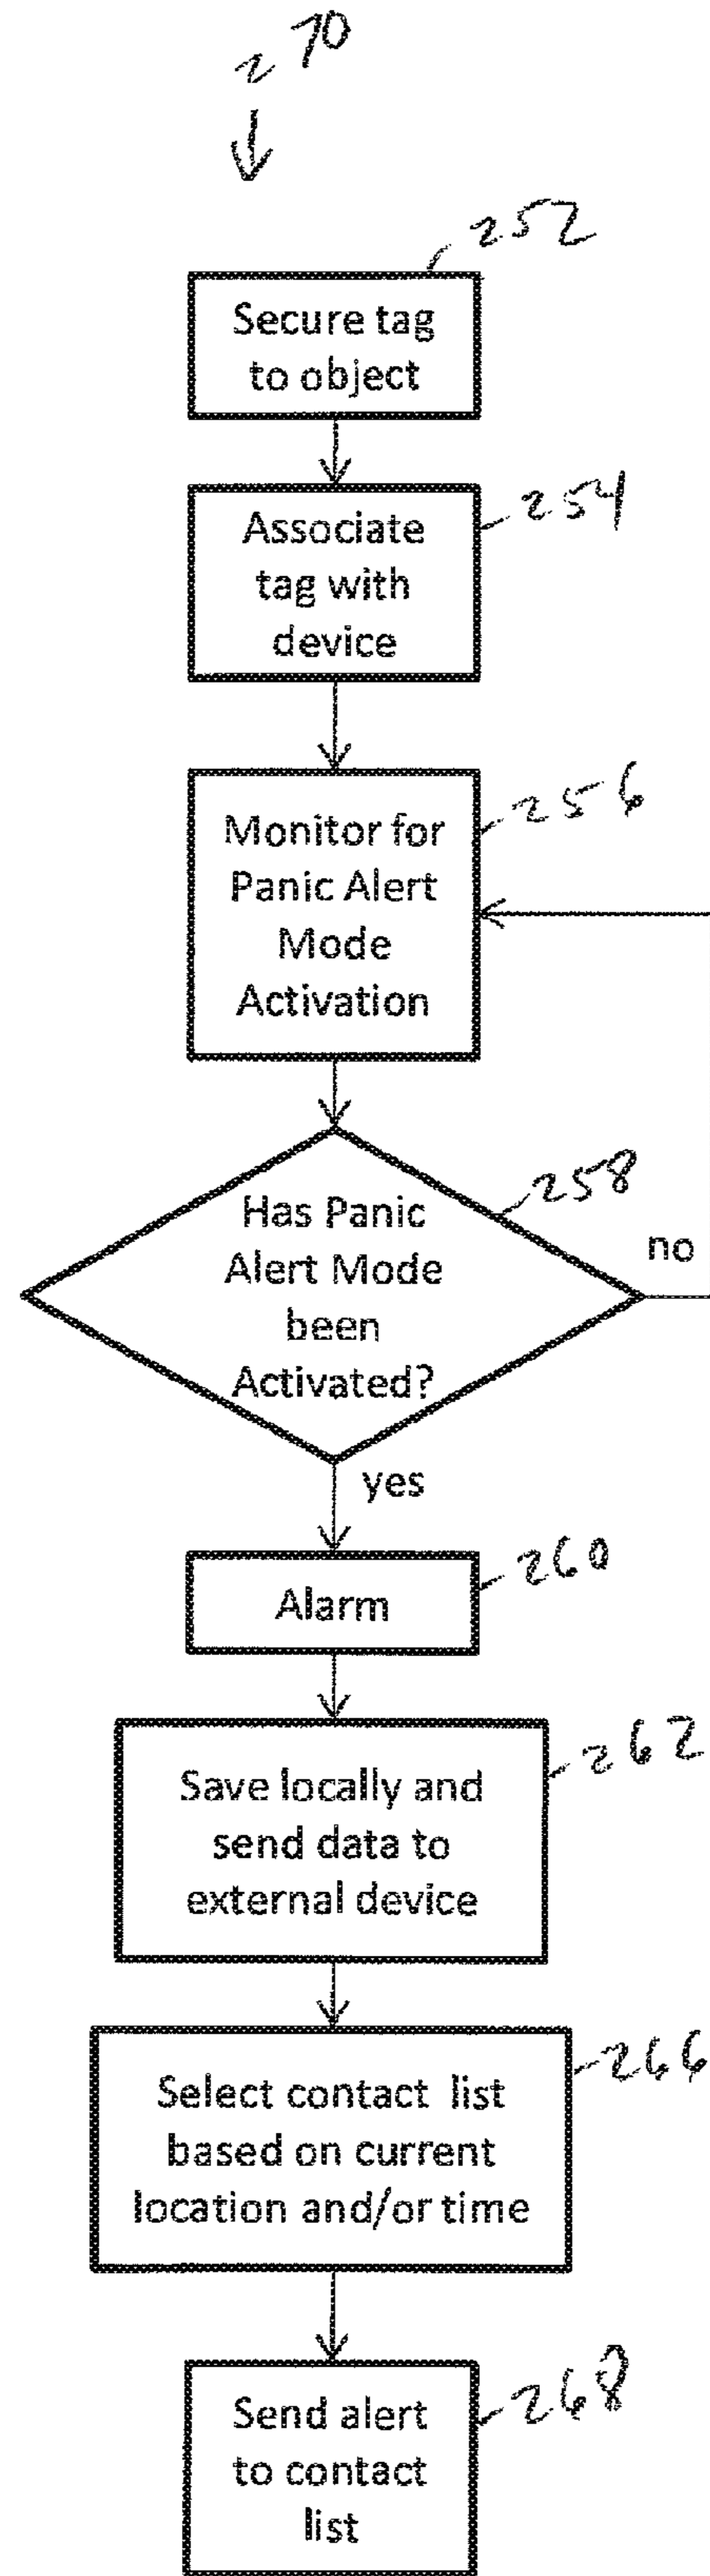 270
252
Secure tag
to object
254
Associate
tag with
device
256
Monitor for
Panic Alert
Mode
Activation
258
Has Panic
Alert Mode
been
Activated?
no
yes
260
Alarm
262
Save locally and
send data to
external device
266
Select contact list
based on current
location and/or time
268
Send alert
to contact
list